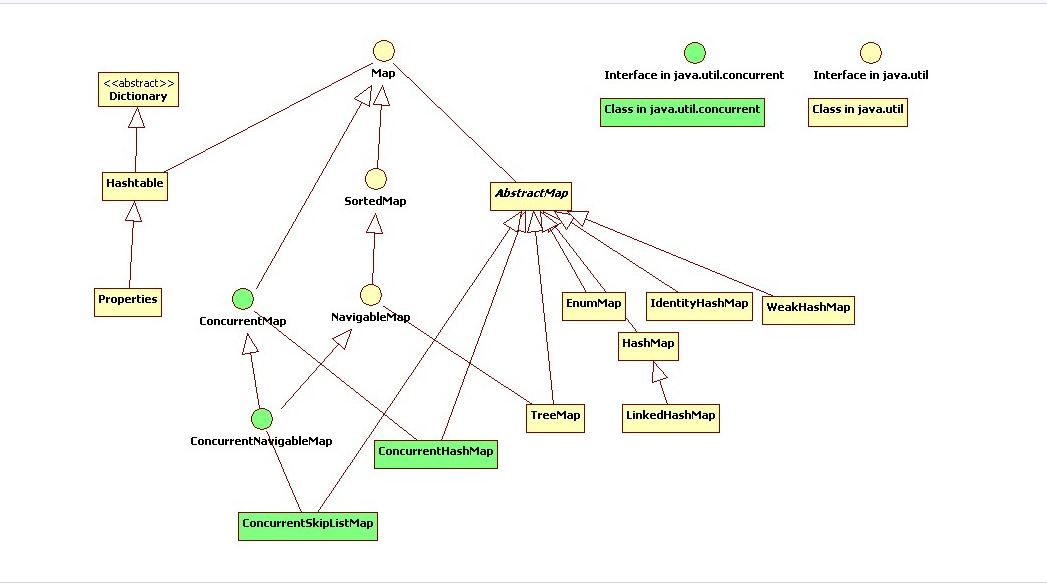 Map
Interface in java.util.concurrent
Interface in java.util
<<abstract>>
Dictionary
Class in java.util.concurrent
Class in java.util
Hashtable
SortedMap
AbstractMap
Properties
ConcurrentMap
NavigableMap
EnumMap
IdentityHashMap
WeakHashMap
HashMap
TreeMap
LinkedHashMap
ConcurrentNavigableMap
ConcurrentHashMap
ConcurrentSkipListMap